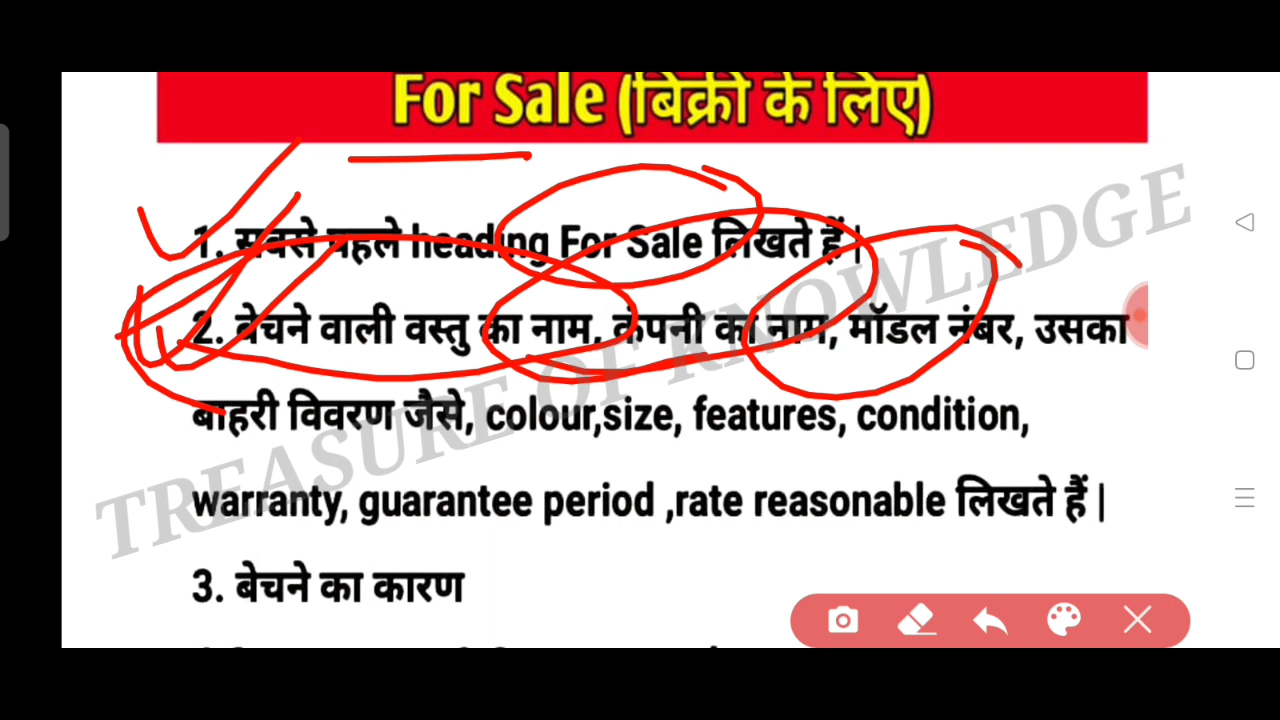 For Sale (बिक्री के लिए)
1. सबसे पहले heading For Sale लिखते हैं |
2. बेचने वाली वस्तु का नाम, कंपनी का नाम, मॉडल नंबर, उसका
बाहरी विवरण जैसे, colour,size, features, condition,
warranty, guarantee period ,rate reasonable लिखते हैं |
3. बेचने का कारण
TREASURE OF KNOWLEDGE